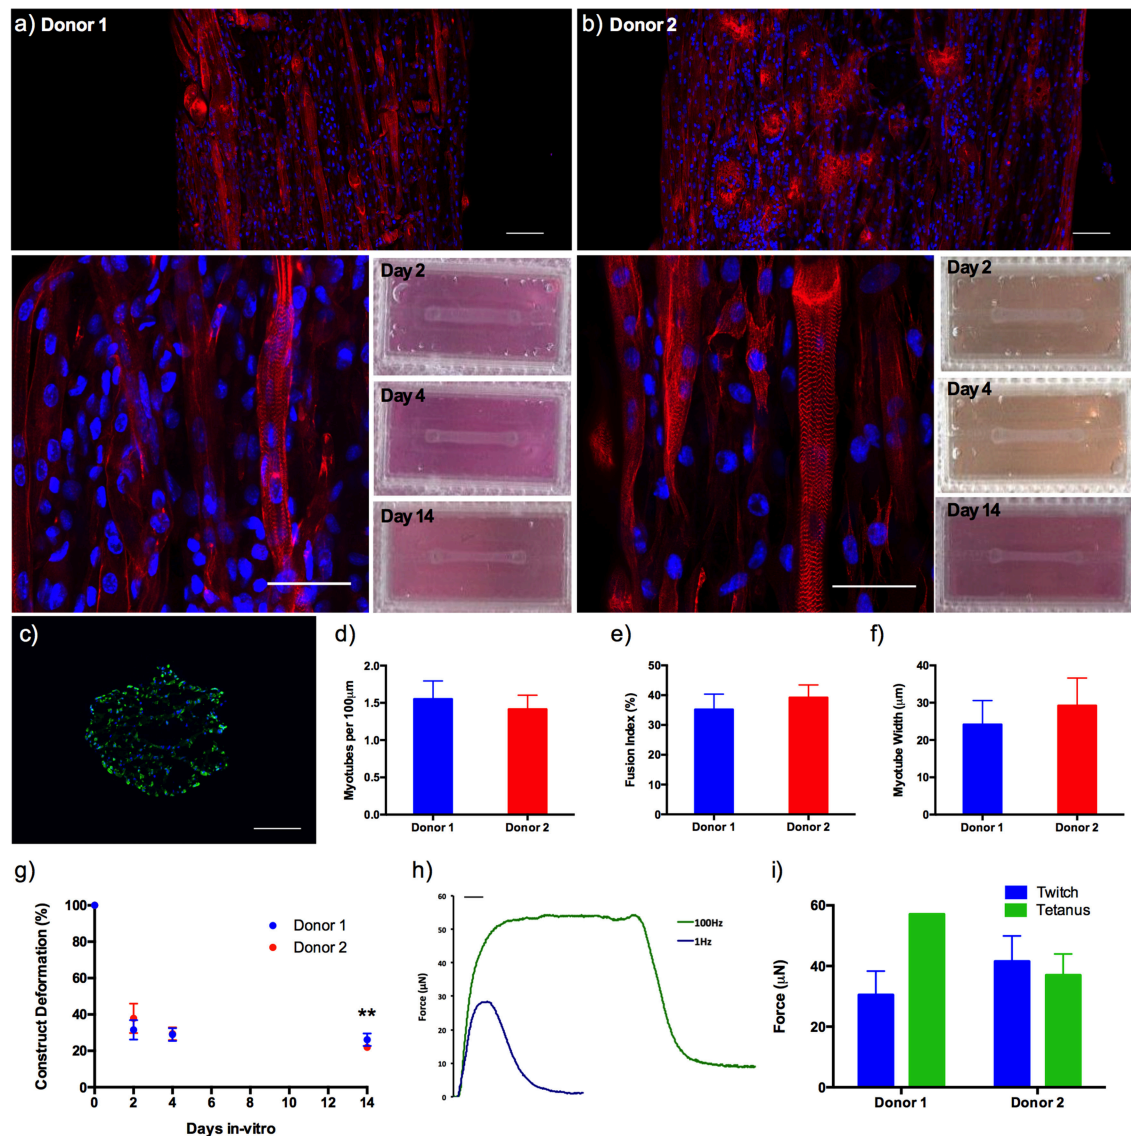 a) Donor 1
b) Donor 2
Day 2
Day 4
Day 14
Day 2
Day 4
Day 14
c)
d)
Motubes per 100μm
2.0
1.5
1.0
0.5
0.0
Donor 1 Donor 2
e)
Fusion Index (%)
50
40
30
20
10
0
Donor 1 Donor 2
f)
Myotube Width (μm)
40
30
20
10
0
Donor 1 Donor 2
g)
Construct Deformation (%)
100
80
60
40
20
0
0 2 4 6 8 10 12 14
Days in-vitro
Donor 1
Donor 2
**
h)
Force (μN)
60
50
40
30
20
10
0
100Hz
1Hz
i)
Twitch
Tetanus
Force (μN)
60
40
20
0
Donor 1 Donor 2